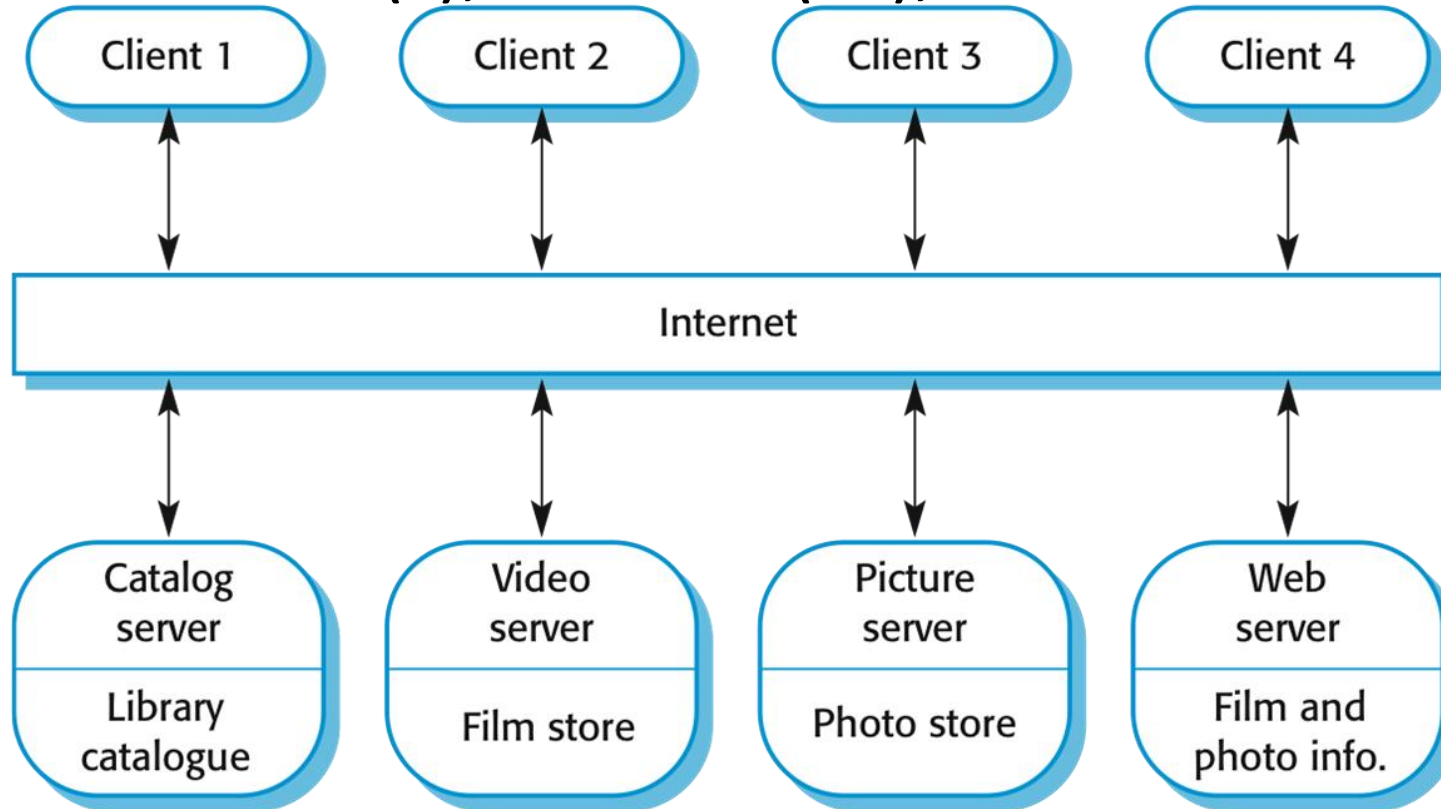 Client 1
Client 2
Client 3
Client 4
Internet
Catalog
server
Library
catalogue
Video
server
Film store
Picture
server
Photo store
Web
server
Film and
photo info.